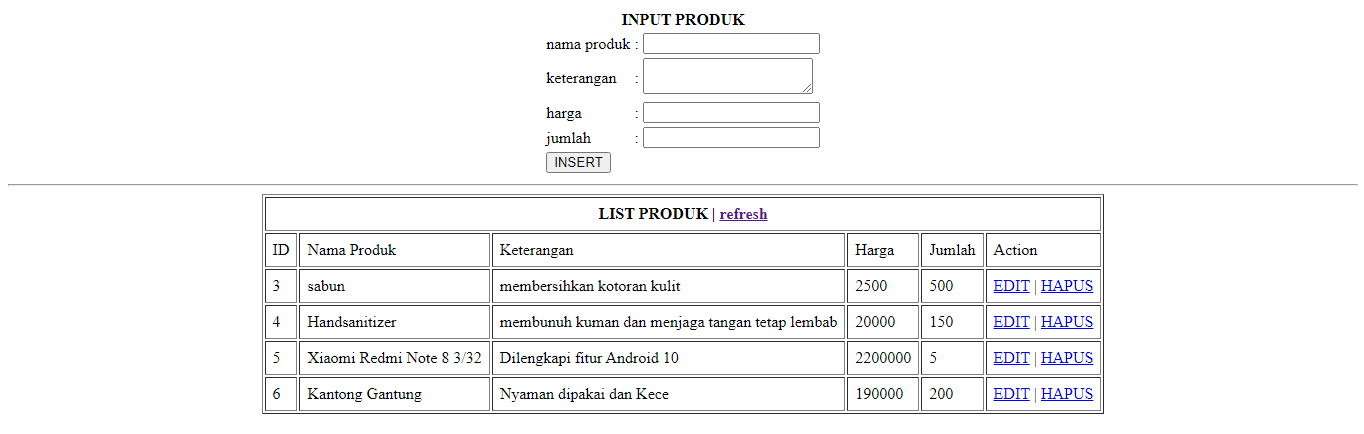 INPUT PRODUK
nama produk :
keterangan :
harga :
jumlah :
INSERT
LIST PRODUK | refresh
ID Nama Produk Keterangan Harga Jumlah Action
3 sabun membersihkan kotoran kulit 2500 500 EDIT | HAPUS
4 Handsanitizer membunuh kuman dan menjaga tangan tetap lembab 20000 150 EDIT | HAPUS
5 Xiaomi Redmi Note 8 3/32 Dilengkapi fitur Android 10 2200000 5 EDIT | HAPUS
6 Kantong Gantung Nyaman dipakai dan Kece 190000 200 EDIT | HAPUS